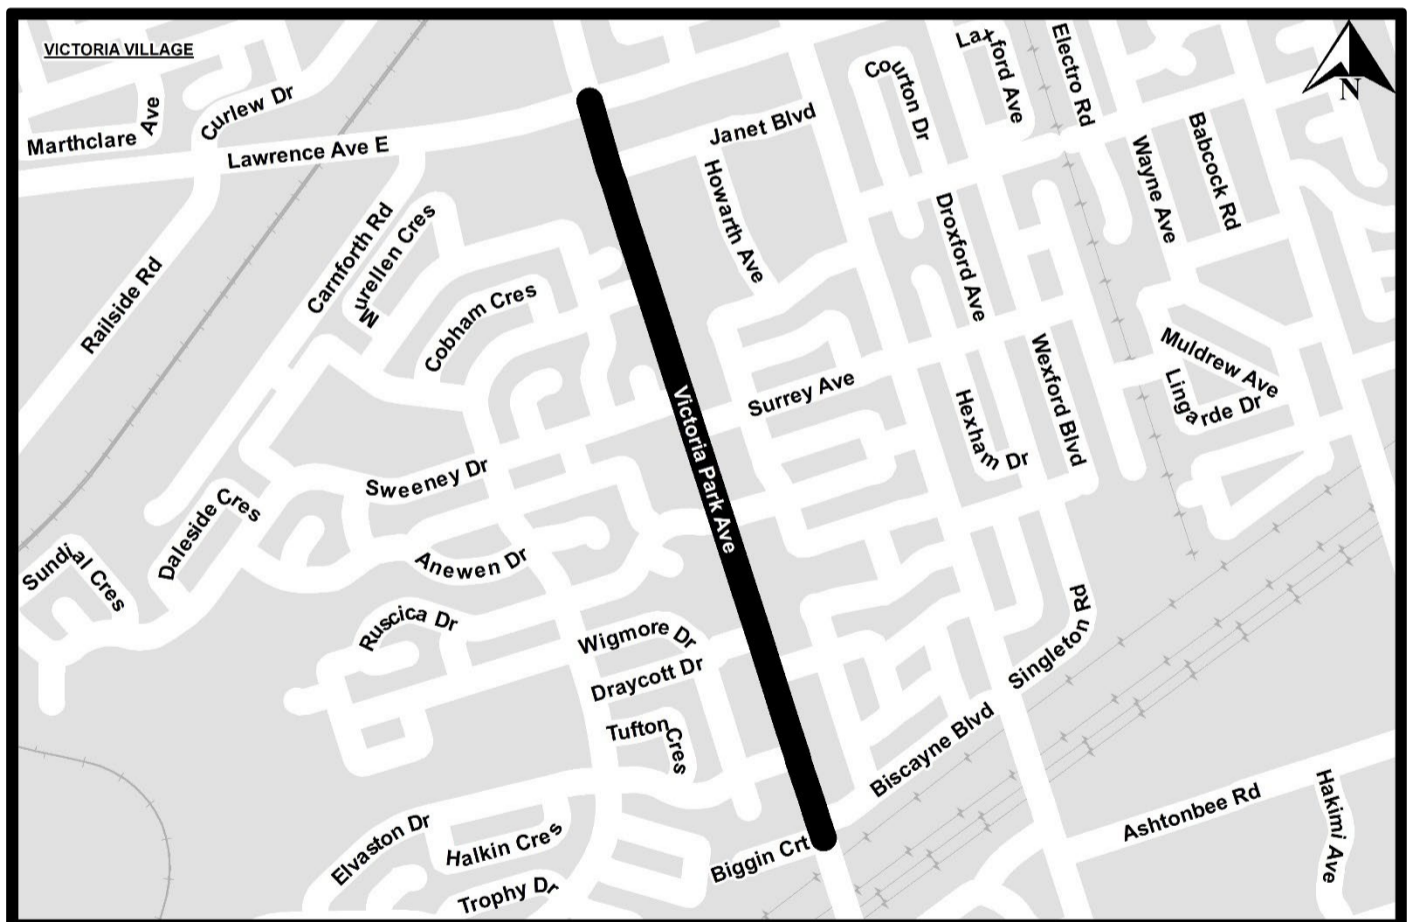 VICTORIA VILLAGE
N
Marthclare Ave
Curlew Dr
Lawrence Ave E
Railside Rd
Carnforth Rd
Murellen Cres
Cobham Cres
Janet Blvd
Howarth Ave
Courton Dr
Laxford Ave
Electro Rd
Wayne Ave
Babcock Rd
Droxford Ave
Surrey Ave
Hexham Dr
Wexford Blvd
Muldrew Ave
Lingarde Dr
Victoria Park Ave
Sweeney Dr
Daleside Cres
Sundial Cres
Anewen Dr
Ruscica Dr
Wigmore Dr
Draycott Dr
Tufton Cres
Singleton Rd
Biscayne Blvd
Ashtonbee Rd
Hakimi Ave
Elvaston Dr
Halkin Cres
Biggin Crt
Trophy Dr